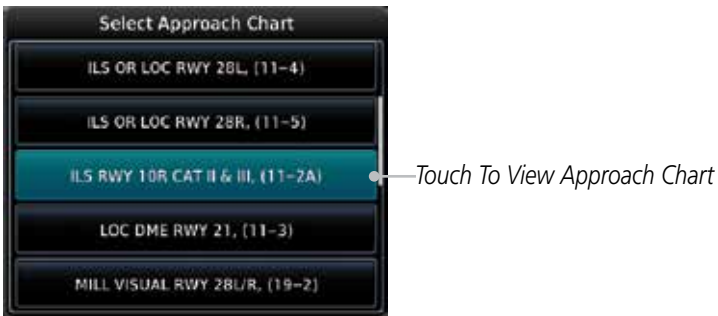 Select Approach Chart
ILS OR LOC RWY 28L, (11-4)
ILS OR LOC RWY 28R, (11-5)
ILS RWY 10R CAT II & III, (11-2A)
Touch To View Approach Chart
LOC DME RWY 21, (11-3)
MILL VISUAL RWY 28L/R, (19-2)